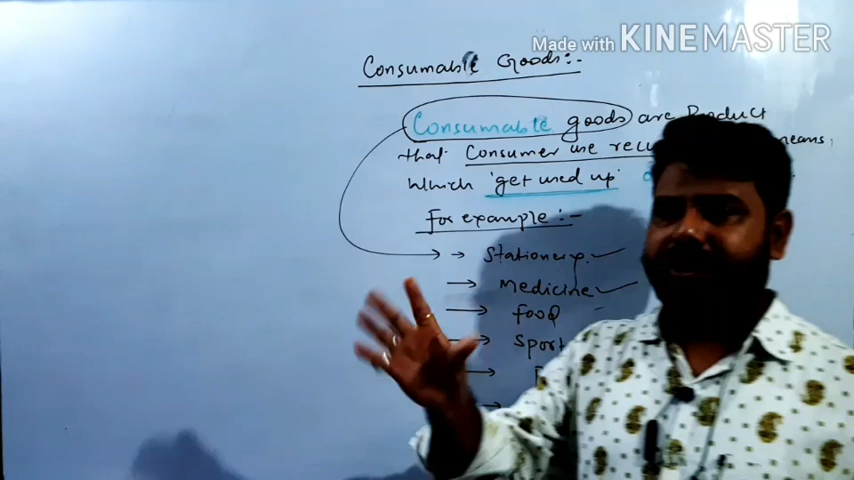 Made with KINEMASTER
Consumable Goods:-
Consumable goods are Product
that consumer use means.
Which 'get used up'
for example :-
→ Stationery.
→ Medicine
→ food
→ Sport